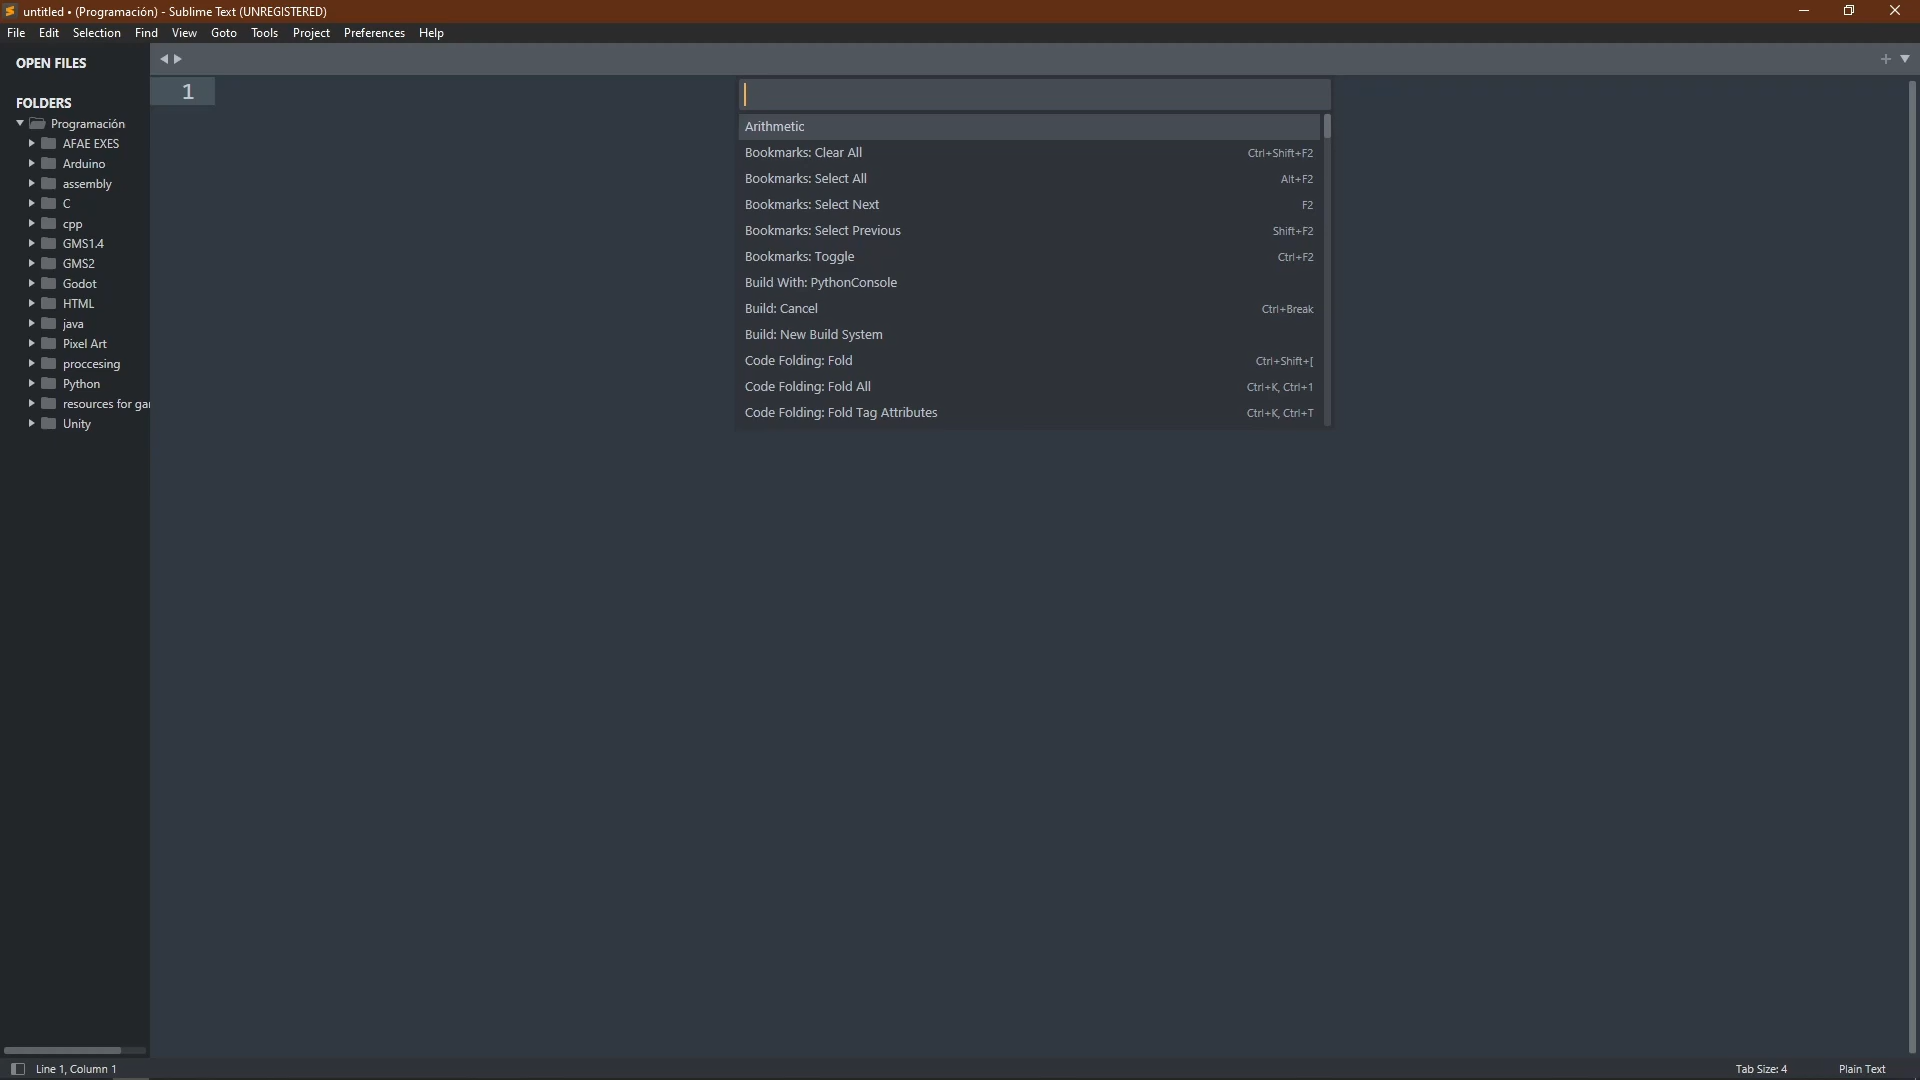 untitled • (Programación) - Sublime Text (UNREGISTERED)
File Edit Selection Find View Goto Tools Project Preferences Help
OPEN FILES
FOLDERS
Programación
AFAE EXES
Arduino
assembly
C
cpp
GMS1.4
GMS2
Godot
HTML
java
Pixel Art
proccesing
Python
resources for gar
Unity
1
Arithmetic
Bookmarks: Clear All Ctrl+Shift+F2
Bookmarks: Select All Alt+F2
Bookmarks: Select Next F2
Bookmarks: Select Previous Shift+F2
Bookmarks: Toggle Ctrl+F2
Build With: PythonConsole
Build: Cancel Ctrl+Break
Build: New Build System
Code Folding: Fold Ctrl+Shift+[
Code Folding: Fold All Ctrl+K, Ctrl+1
Code Folding: Fold Tag Attributes Ctrl+K, Ctrl+T
Line 1, Column 1 Tab Size: 4 Plain Text